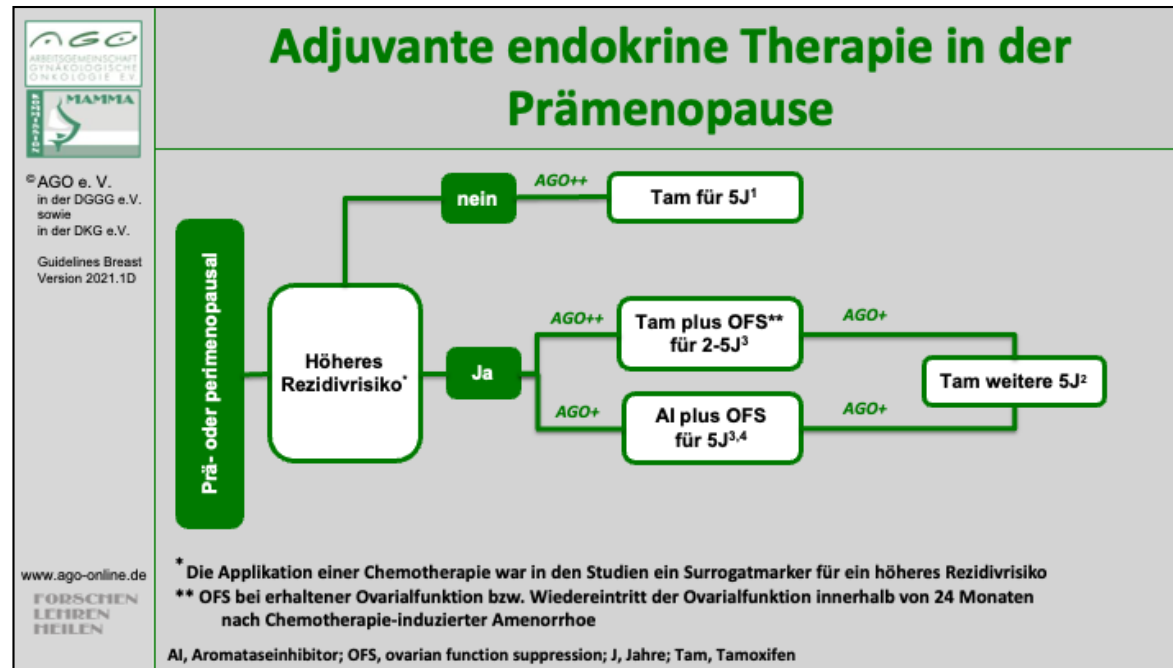 AGO
ARBEITSGEMEINSCHAFT
GYNÄKOLOGISCHE
ONKOLOGIE E.V.
KOMMISSION
MAMMA
© AGO e. V.
in der DGGG e.V.
sowie
in der DKG e.V.
Guidelines Breast
Version 2021.1D
www.ago-online.de
FORSCHEN
LEHREN
HEILEN
Adjuvante endokrine Therapie in der
Prämenopause
Prä- oder perimenopausal
Höheres
Rezidivrisiko*
nein
AGO++
Tam für 5J¹
Ja
AGO++
Tam plus OFS**
für 2-5J³
AGO+
AGO+
AI plus OFS
für 5J³,⁴
AGO+
Tam weitere 5J²
* Die Applikation einer Chemotherapie war in den Studien ein Surrogatmarker für ein höheres Rezidivrisiko
** OFS bei erhaltener Ovarialfunktion bzw. Wiedereintritt der Ovarialfunktion innerhalb von 24 Monaten
nach Chemotherapie-induzierter Amenorrhoe
AI, Aromataseinhibitor; OFS, ovarian function suppression; J, Jahre; Tam, Tamoxifen